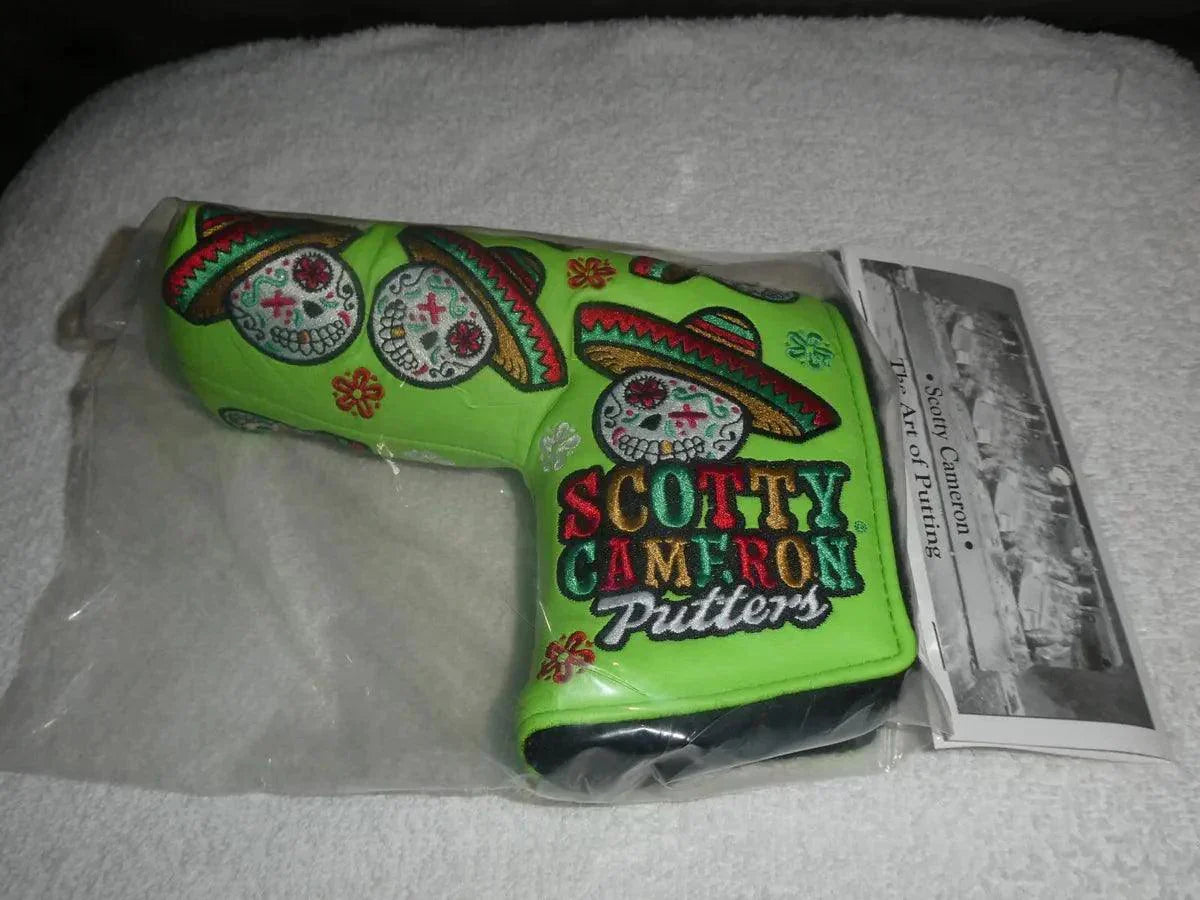 SCOTTY
CAMERON
Putters
• Scotty Cameron •
The Art of Putting